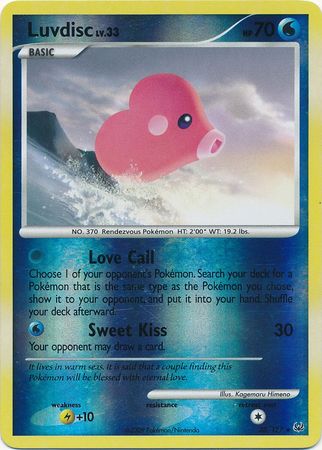 Luvdisc LV.33
HP 70
BASIC
NO. 370 Rendezvous Pokémon HT: 2'00" WT: 19.2 lbs.
Love Call
Choose 1 of your opponent's Pokémon. Search your deck for a
Pokémon that is the same type as the Pokémon you chose,
show it to your opponent, and put it into your hand. Shuffle
your deck afterward.
Sweet Kiss 30
Your opponent may draw a card.
It lives in warm seas. It is said that a couple finding this
Pokémon will be blessed with eternal love.
Illus. Kagemaru Himeno
weakness resistance retreat cost
+10
©2009 Pokémon/Nintendo